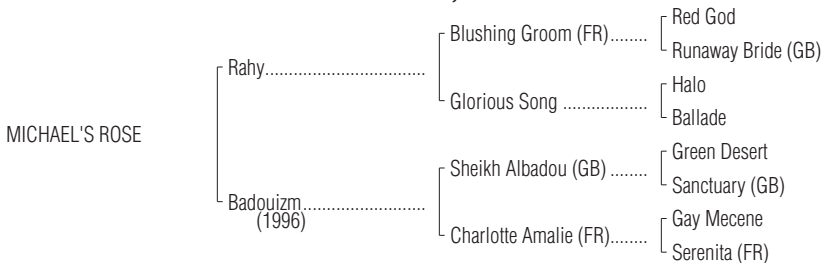 Red God
Blushing Groom (FR)........
Runaway Bride (GB)
Rahy................................
Halo
Glorious Song ..................
Ballade
MICHAEL'S ROSE
Green Desert
Sheikh Albadou (GB) ........
Sanctuary (GB)
Badouizm........................
(1996)
Gay Mecene
Charlotte Amalie (FR)........
Serenita (FR)